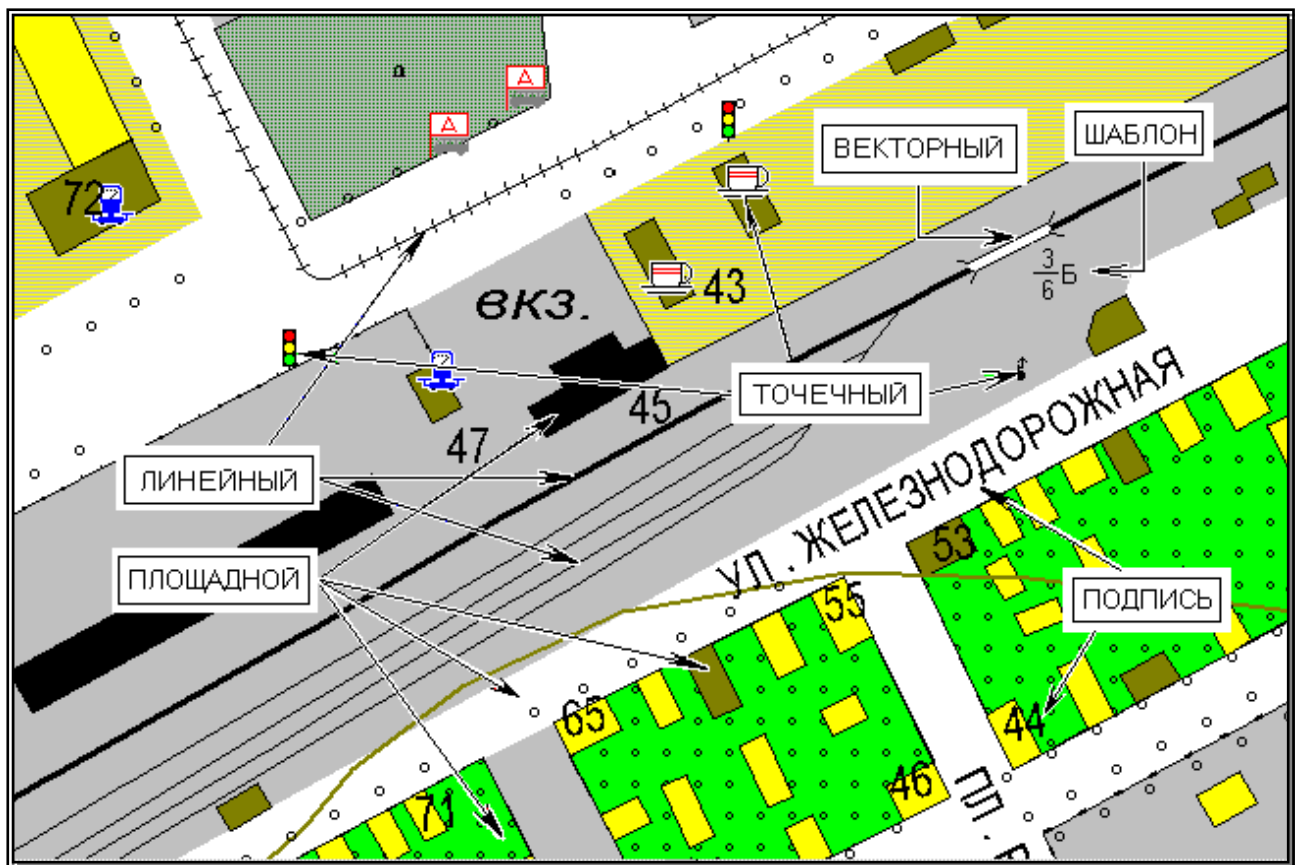 Д
Д
ВЕКТОРНЫЙ
ШАБЛОН
72
вкз.
43
3
6
Б
ТОЧЕЧНЫЙ
45
47
ЛИНЕЙНЫЙ
УЛ. ЖЕЛЕЗНОДОРОЖНАЯ
53
ПЛОЩАДНОЙ
55
ПОДПИСЬ
65
44
46
71
ПЛ.